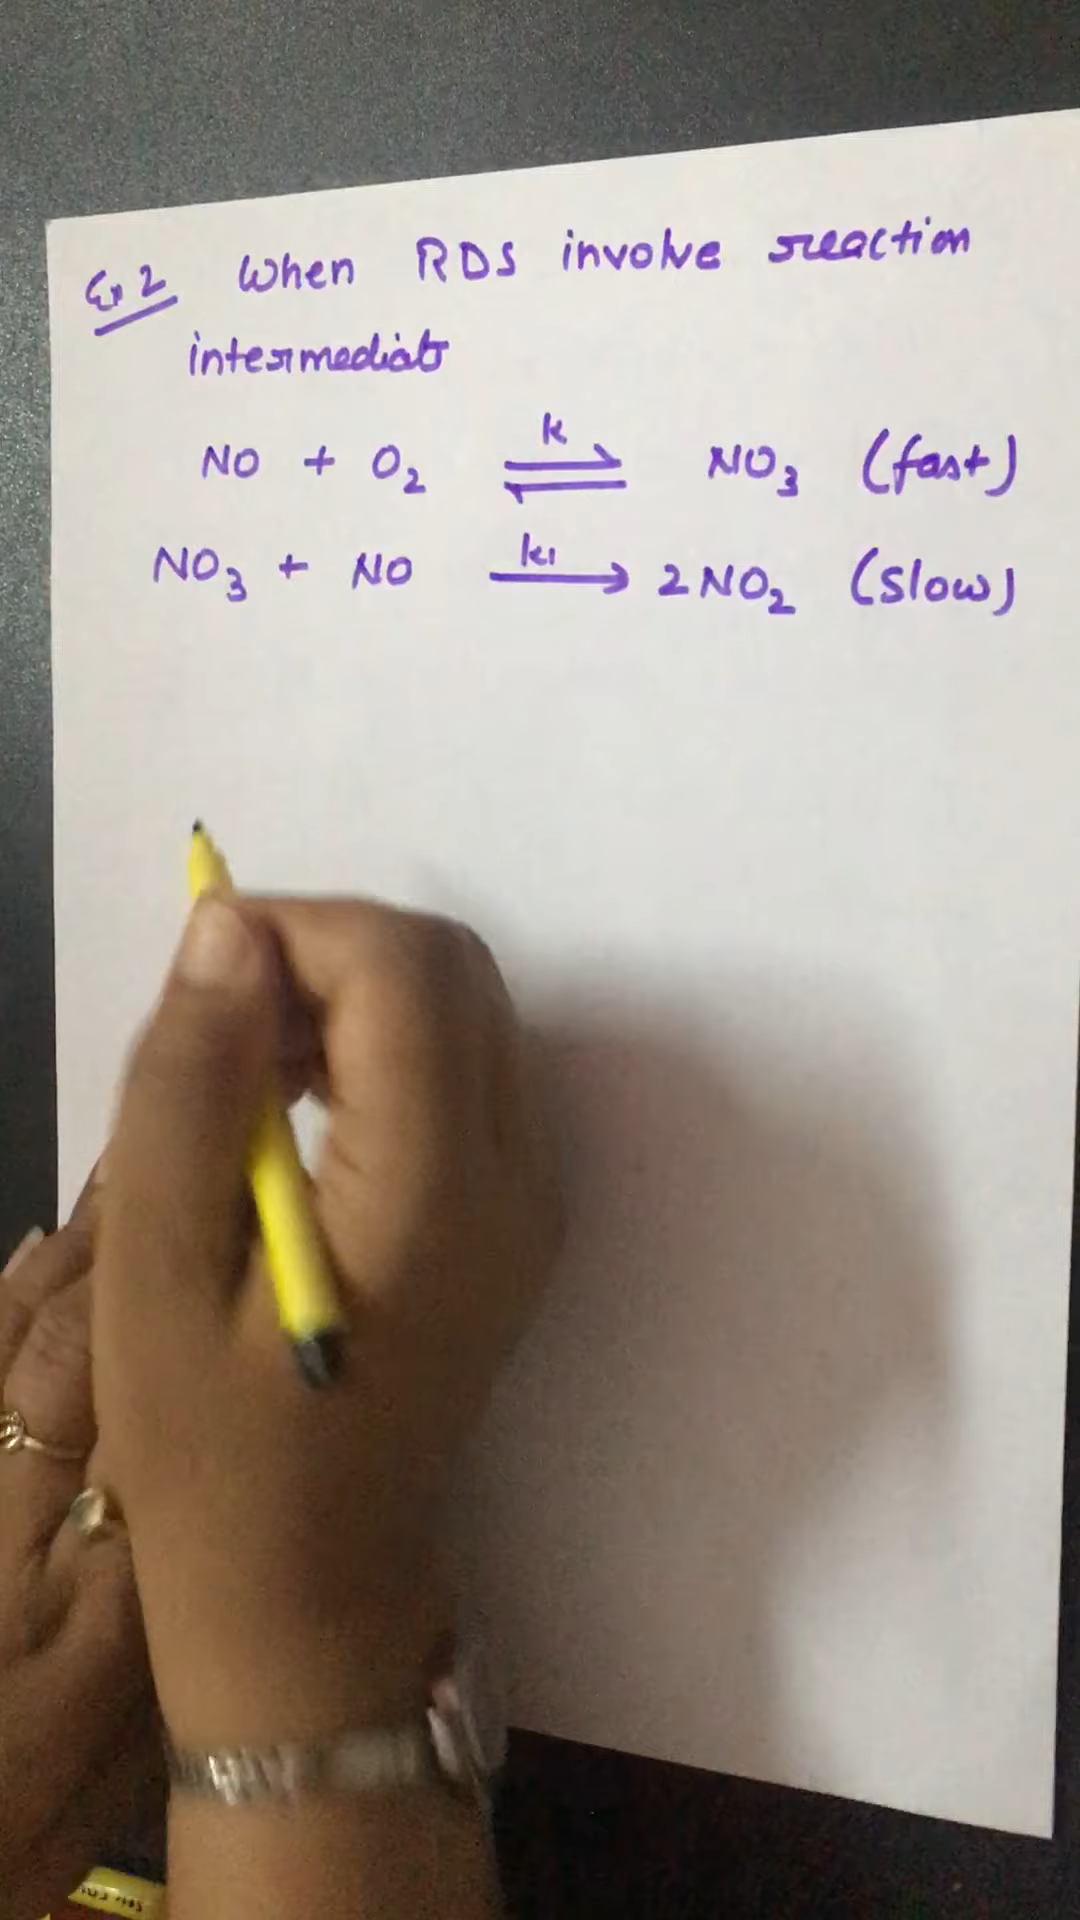 Ex 2 When RDS involve reaction
intermediate
NO + O₂ k ⇌ NO₃ (fast)
NO₃ + NO k₁ → 2NO₂ (slow)